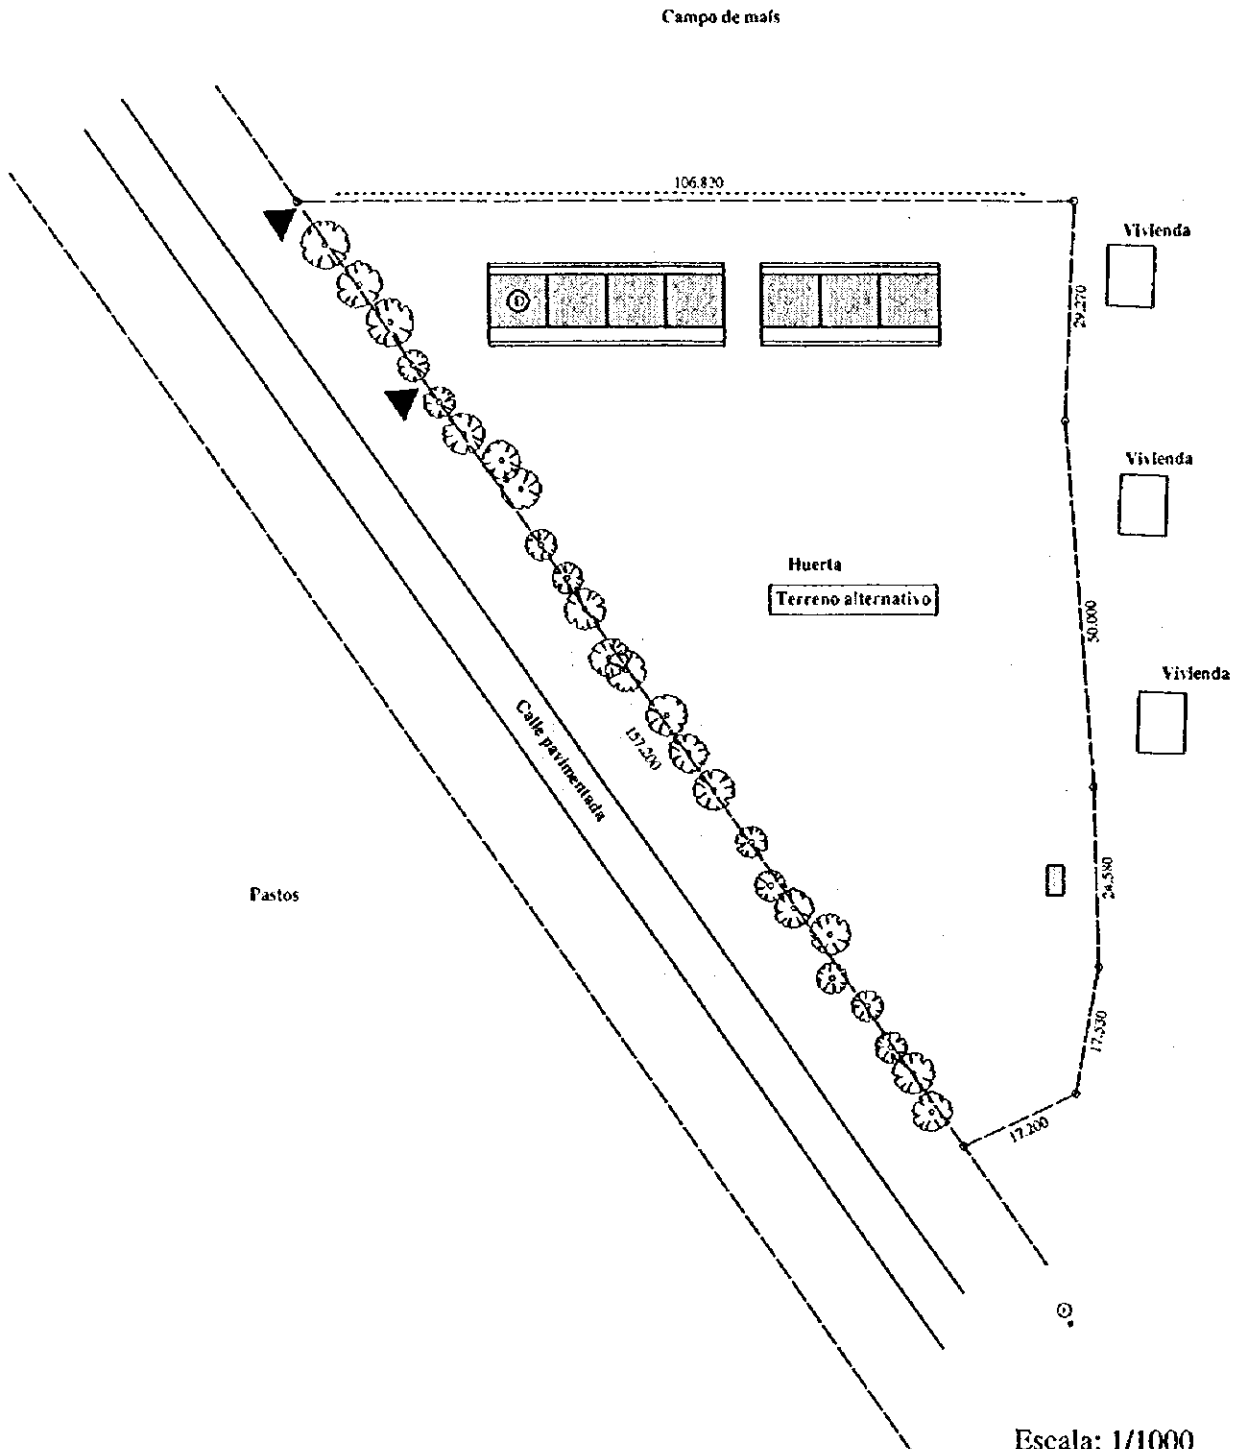 Campo de maís
106.820
Vivienda
29.270
Vivienda
Huerta
Terreno alternativo
50.000
Vivienda
157.200
Calle pavimentada
Pastos
24.580
17.530
17.200
Escala: 1/1000